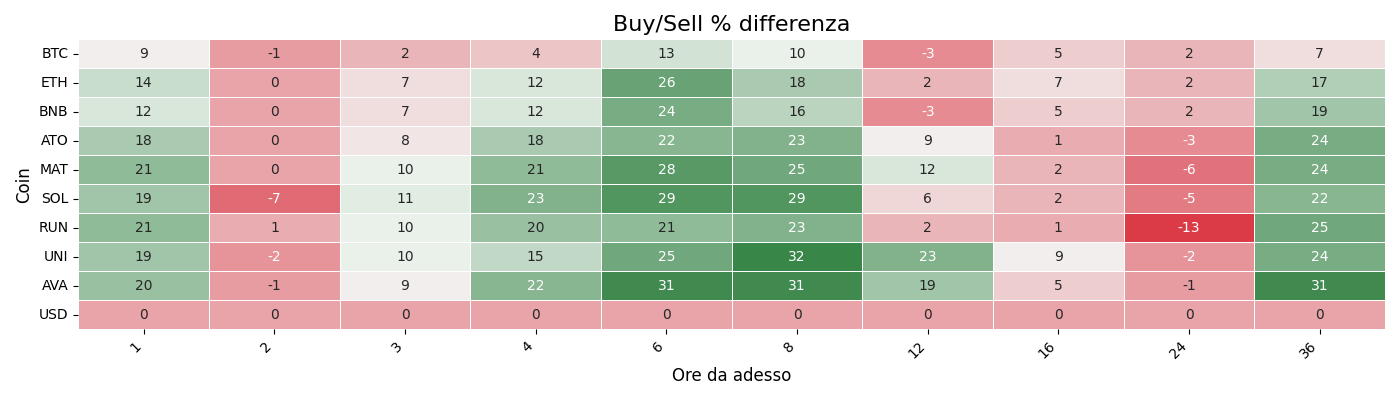 Buy/Sell % differenza
Coin
BTC 9 -1 2 4 13 10 -3 5 2 7
ETH 14 0 7 12 26 18 2 7 2 17
BNB 12 0 7 12 24 16 -3 5 2 19
ATO 18 0 8 18 22 23 9 1 -3 24
MAT 21 0 10 21 28 25 12 2 -6 24
SOL 19 -7 11 23 29 29 6 2 -5 22
RUN 21 1 10 20 21 23 2 1 -13 25
UNI 19 -2 10 15 25 32 23 9 -2 24
AVA 20 -1 9 22 31 31 19 5 -1 31
USD 0 0 0 0 0 0 0 0 0 0
1 2 3 4 6 8 12 16 24 36
Ore da adesso